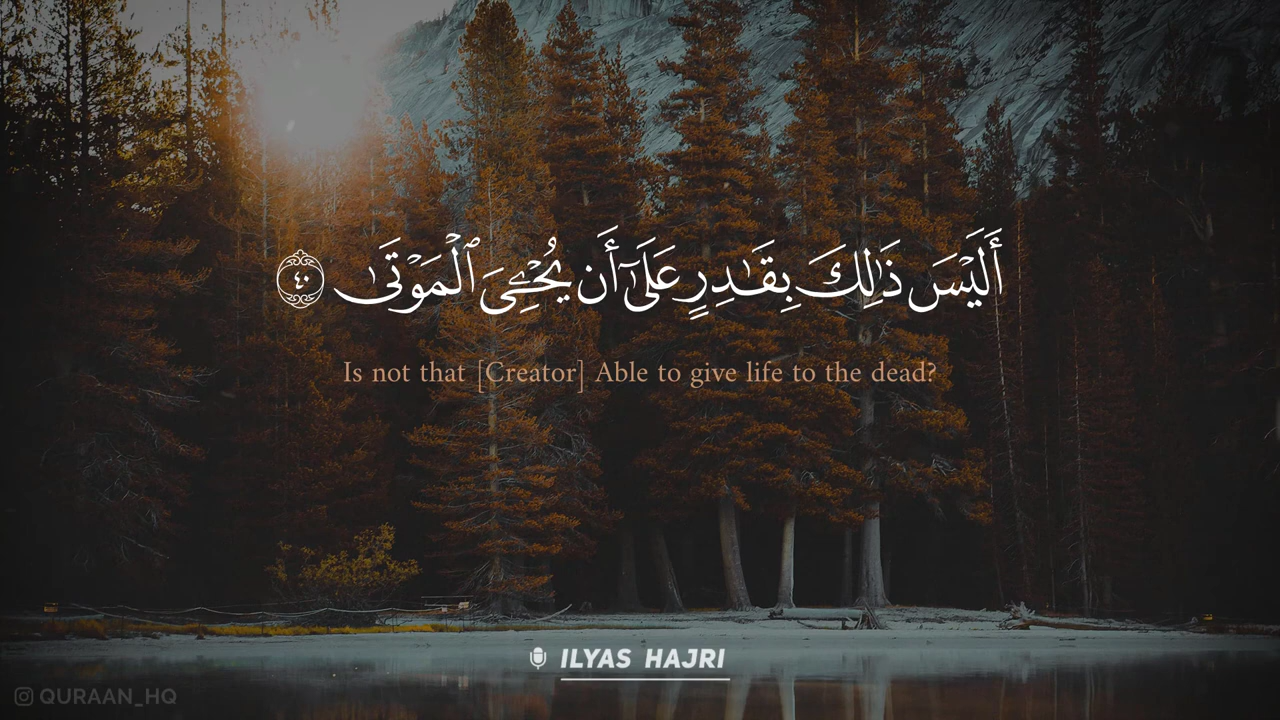 أَلَيْسَ ذَٰلِكَ بِقَـٰدِرٍ عَلَىٰٓ أَن يُحْـِۧىَ ٱلْمَوْتَىٰ ٤٠
Is not that [Creator] Able to give life to the dead?
ILYAS HAJRI
QURAAN_HQ